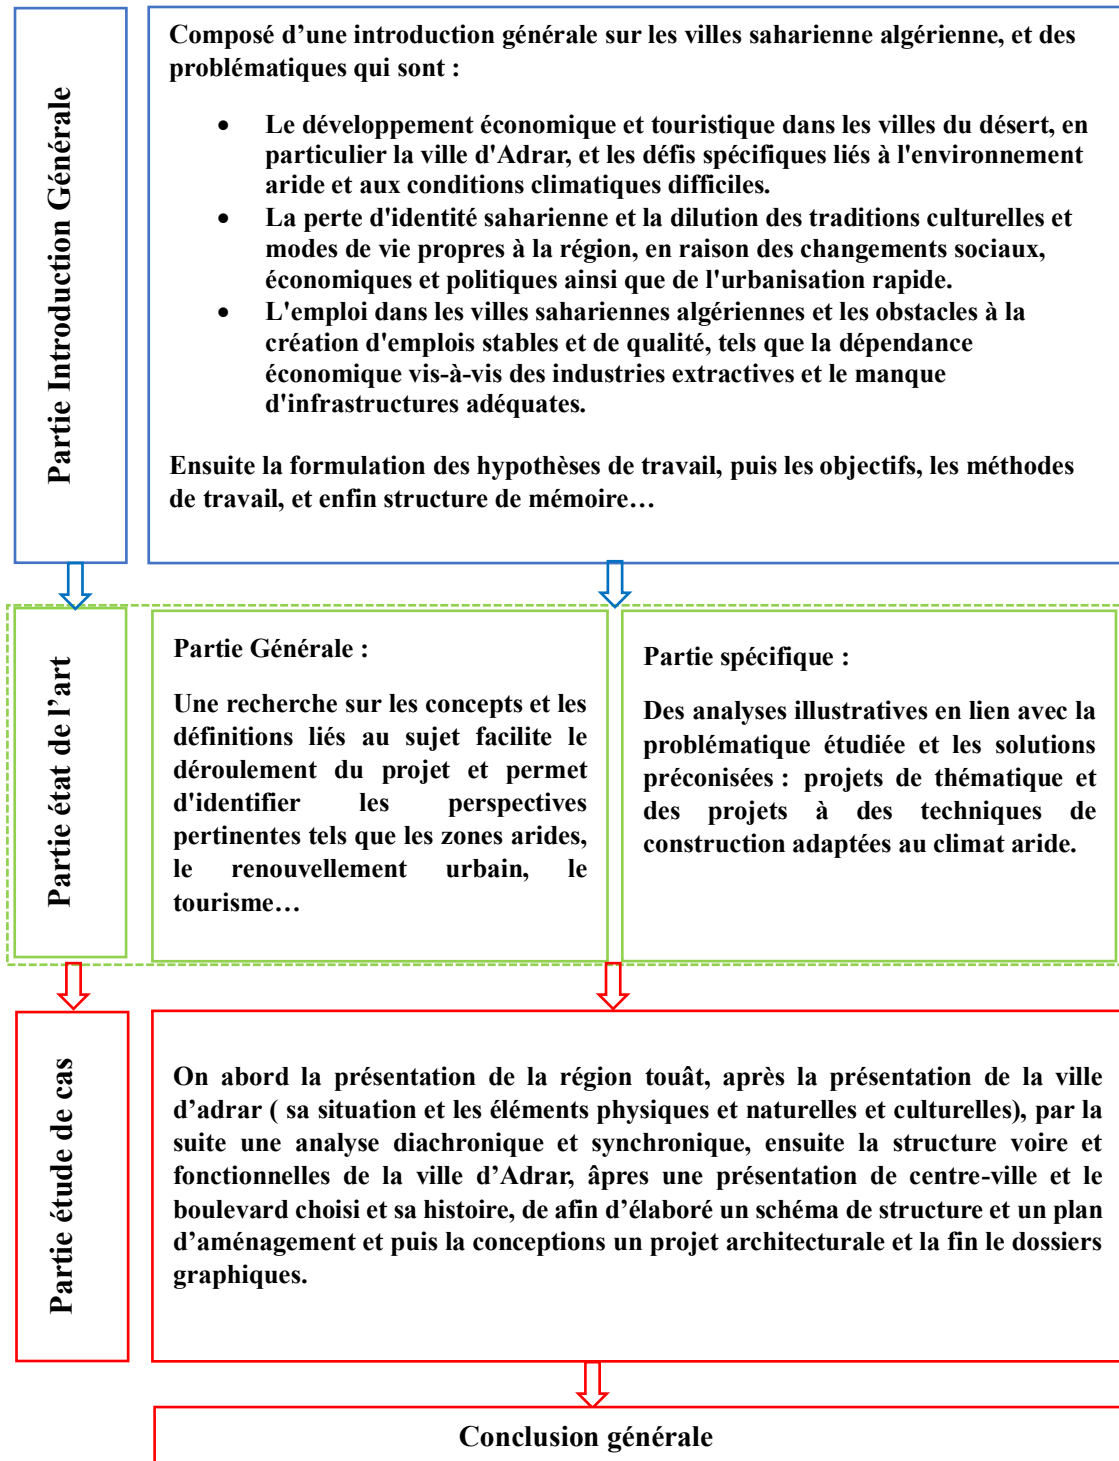 Partie Introduction Générale
Composé d’une introduction générale sur les villes saharienne algérienne, et des
problématiques qui sont :
• Le développement économique et touristique dans les villes du désert, en
particulier la ville d'Adrar, et les défis spécifiques liés à l'environnement
aride et aux conditions climatiques difficiles.
• La perte d'identité saharienne et la dilution des traditions culturelles et
modes de vie propres à la région, en raison des changements sociaux,
économiques et politiques ainsi que de l'urbanisation rapide.
• L'emploi dans les villes sahariennes algériennes et les obstacles à la
création d'emplois stables et de qualité, tels que la dépendance
économique vis-à-vis des industries extractives et le manque
d'infrastructures adéquates.
Ensuite la formulation des hypothèses de travail, puis les objectifs, les méthodes
de travail, et enfin structure de mémoire…
Partie état de l’art
Partie Générale :
Une recherche sur les concepts et les
définitions liés au sujet facilite le
déroulement du projet et permet
d'identifier les perspectives
pertinentes tels que les zones arides,
le renouvellement urbain, le
tourisme…
Partie spécifique :
Des analyses illustratives en lien avec la
problématique étudiée et les solutions
préconisées : projets de thématique et
des projets à des techniques de
construction adaptées au climat aride.
Partie étude de cas
On abord la présentation de la région touât, après la présentation de la ville
d’adrar ( sa situation et les éléments physiques et naturelles et culturelles), par la
suite une analyse diachronique et synchronique, ensuite la structure voire et
fonctionnelles de la ville d’Adrar, âpres une présentation de centre-ville et le
boulevard choisi et sa histoire, de afin d’élaboré un schéma de structure et un plan
d’aménagement et puis la conceptions un projet architecturale et la fin le dossiers
graphiques.
Conclusion générale